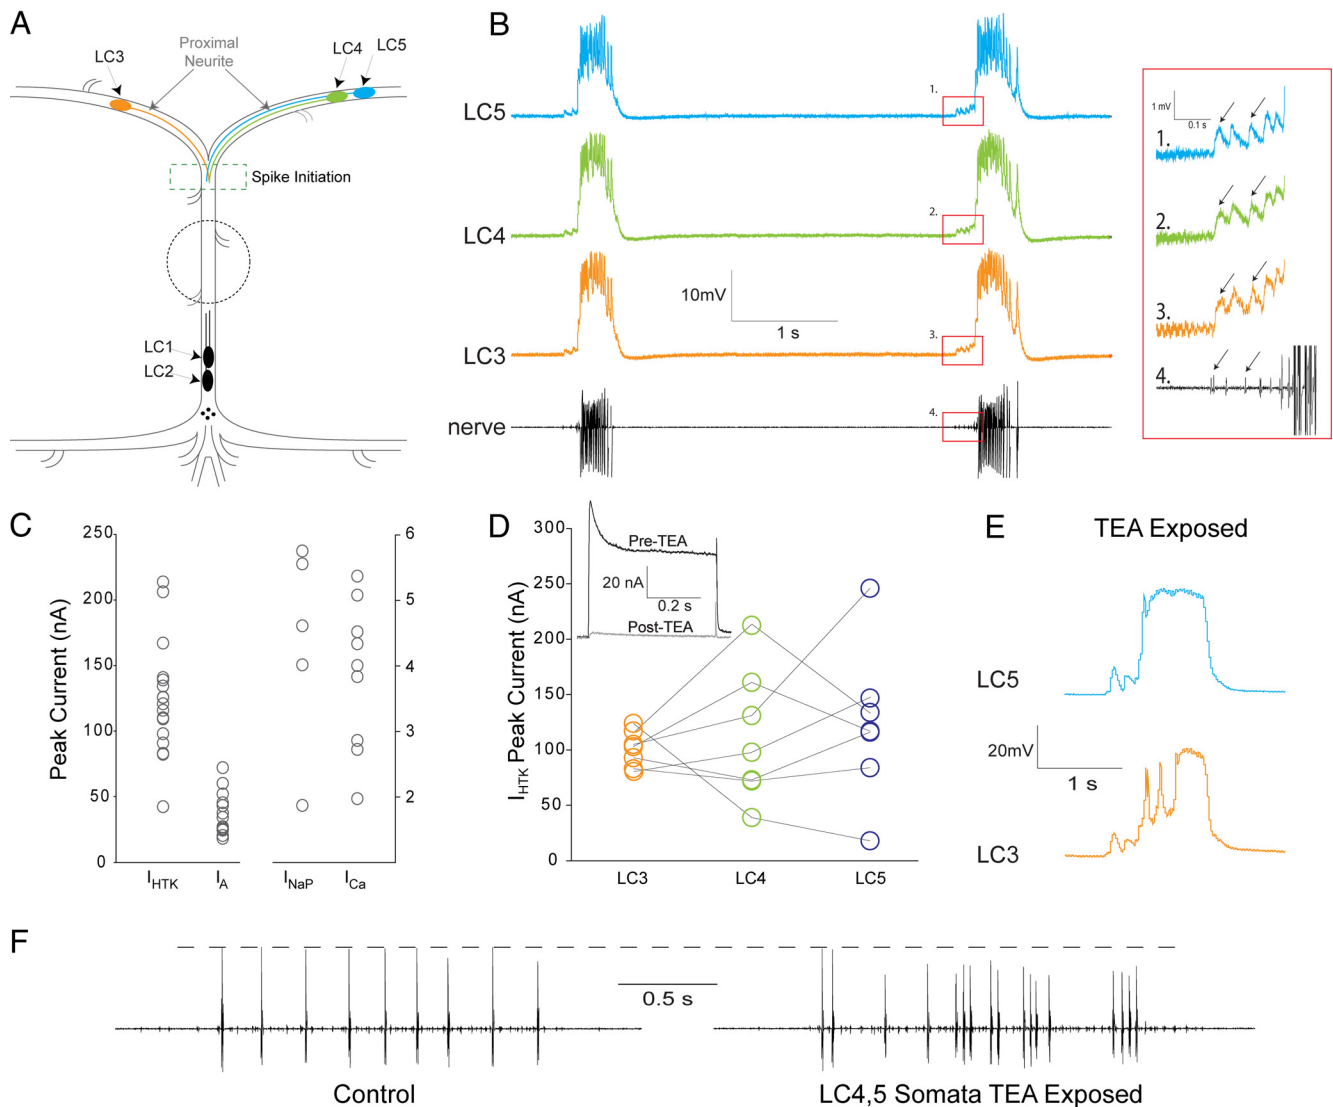 A
LC3
Proximal
Neurite
LC4
LC5
Spike Initiation
LC1
LC2
B
LC5
1.
LC4
2.
LC3
3.
10mV
1 s
nerve
4.
1 mV
0.1 s
1.
2.
3.
4.
C
Peak Current (nA)
250
200
150
100
50
0
6
5
4
3
2
I_HTK
I_A
I_NaP
I_Ca
D
I_HTK Peak Current (nA)
300
250
200
150
100
50
0
Pre-TEA
20 nA
0.2 s
Post-TEA
LC3
LC4
LC5
E
TEA Exposed
LC5
20mV
1 s
LC3
F
0.5 s
Control
LC4,5 Somata TEA Exposed